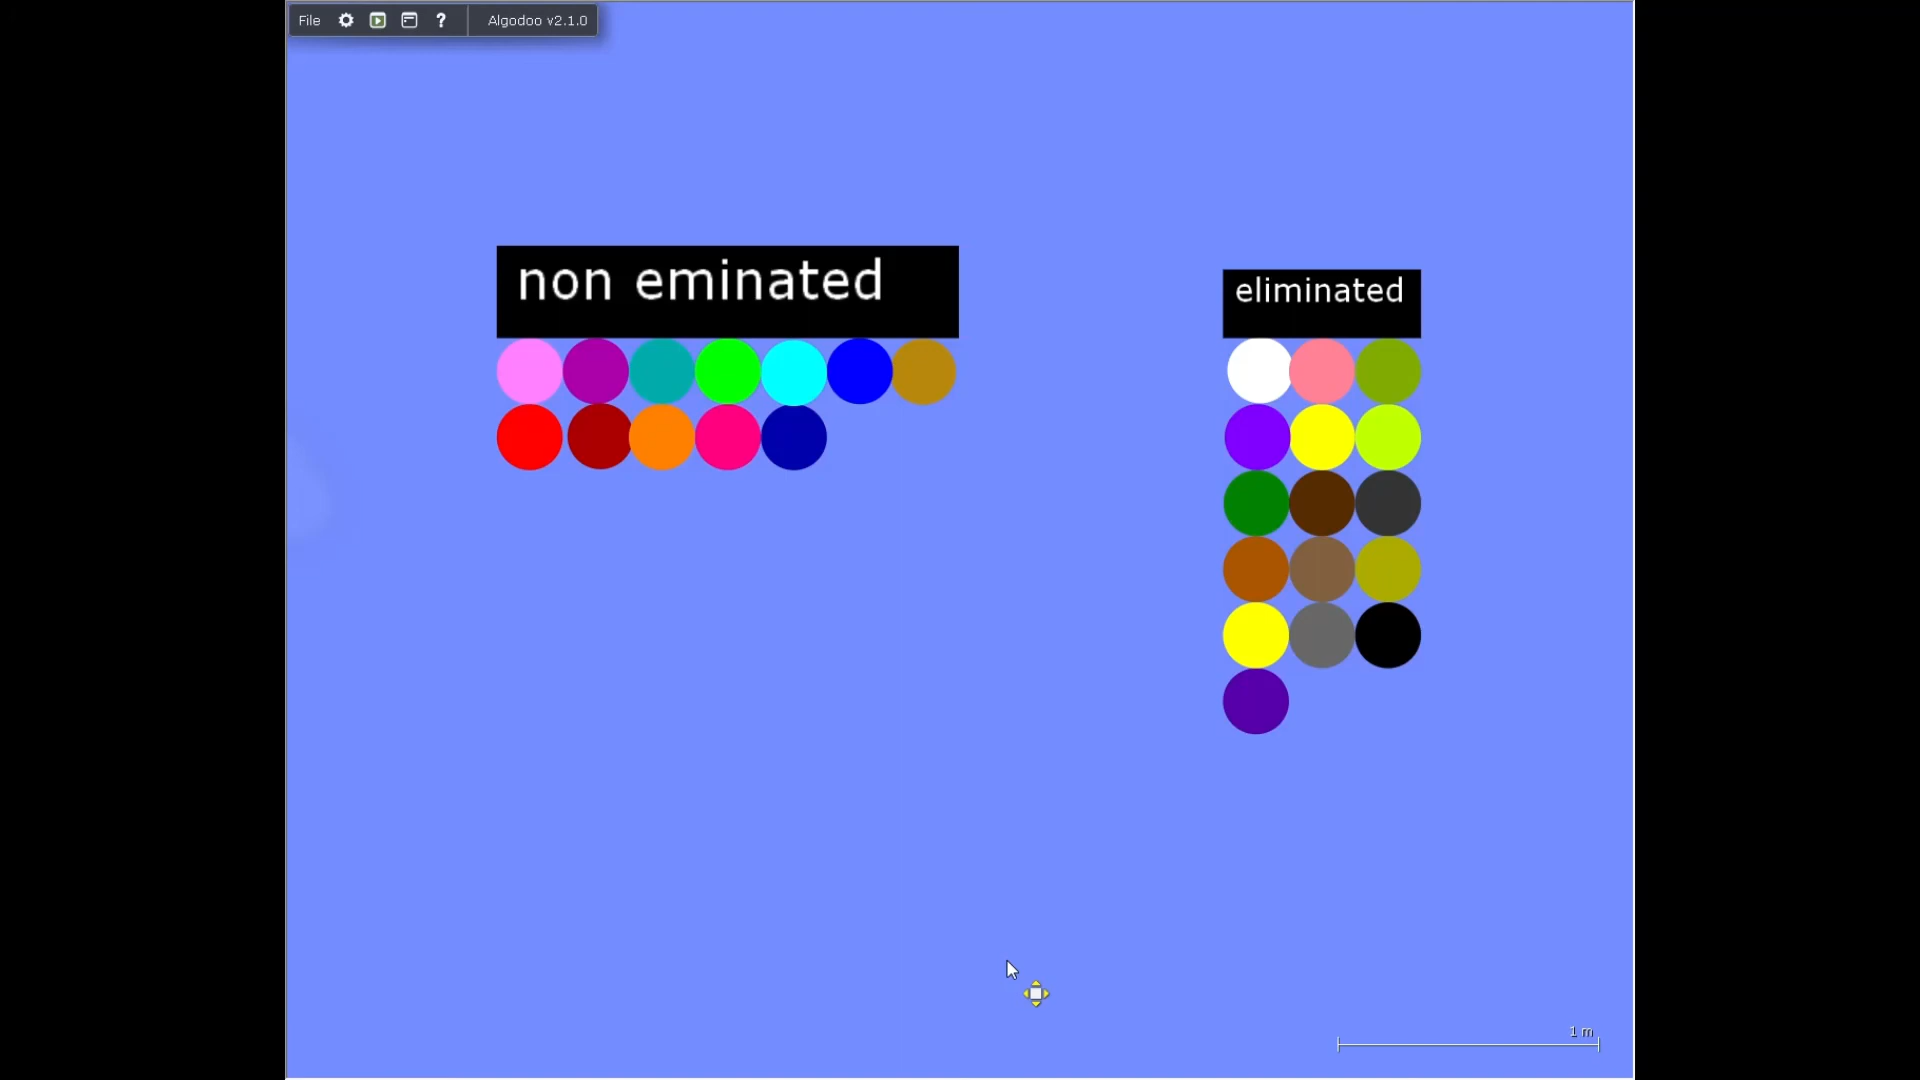 File ? Algodoo v2.1.0
non eminated
eliminated
1 m